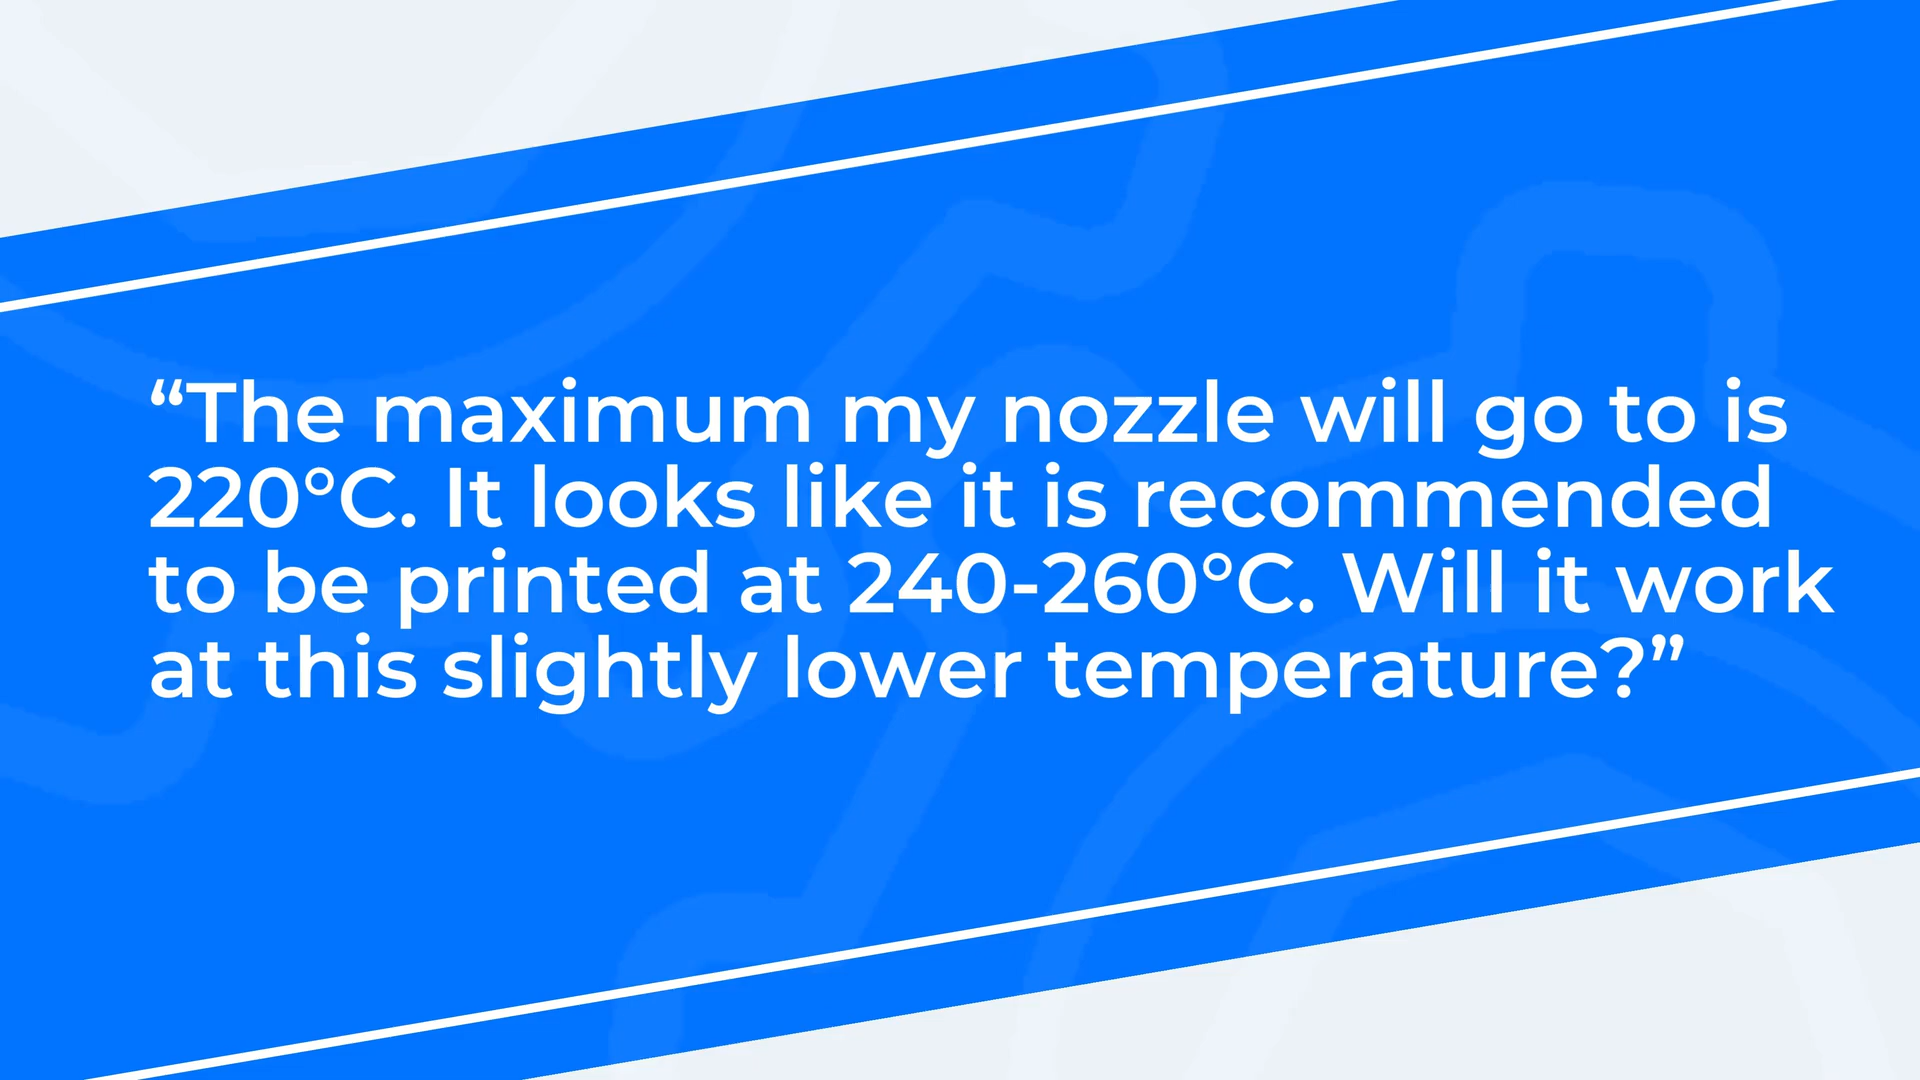 “The maximum my nozzle will go to is
220°C. It looks like it is recommended
to be printed at 240-260°C. Will it work
at this slightly lower temperature?”